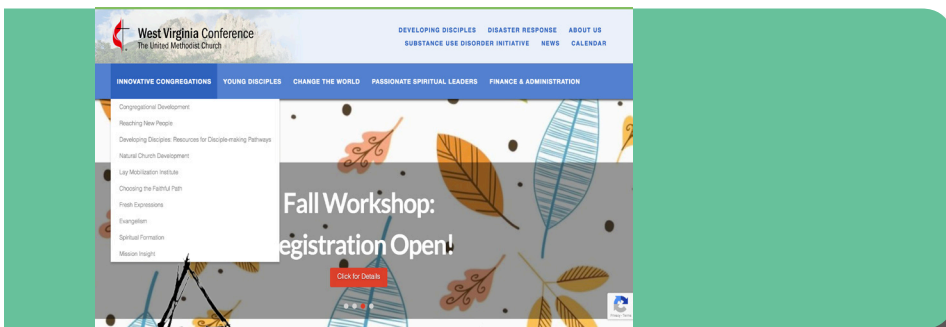 West Virginia Conference
The United Methodist Church
DEVELOPING DISCIPLES DISASTER RESPONSE ABOUT US
SUBSTANCE USE DISORDER INITIATIVE NEWS CALENDAR
INNOVATIVE CONGREGATIONS YOUNG DISCIPLES CHANGE THE WORLD PASSIONATE SPIRITUAL LEADERS FINANCE & ADMINISTRATION
Congregational Development
Reaching New People
Developing Disciples: Resources for Disciple-making Pathways
Natural Church Development
Lay Mobilization Institute
Choosing the Faithful Path
Fresh Expressions
Evangelism
Spiritual Formation
Mission Insight
Fall Workshop:
egistration Open!
Click for Details
Privacy - Terms